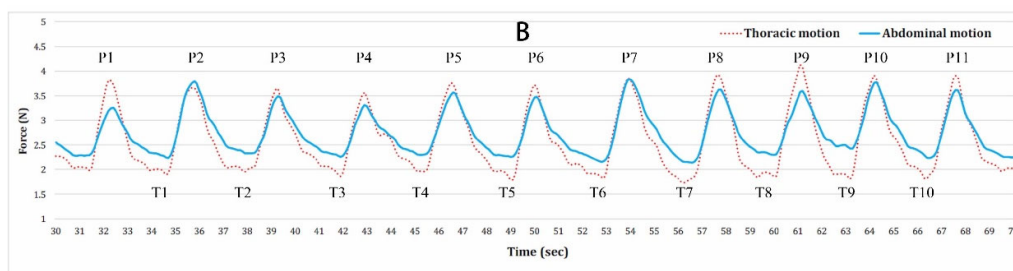 B
Thoracic motion Abdominal motion
P1 P2 P3 P4 P5 P6 P7 P8 P9 P10 P11
5
4.5
4
3.5
3
2.5
2
1.5
1
Force (N)
T1 T2 T3 T4 T5 T6 T7 T8 T9 T10
30 31 32 33 34 35 36 37 38 39 40 41 42 43 44 45 46 47 48 49 50 51 52 53 54 55 56 57 58 59 60 61 62 63 64 65 66 67 68 69
Time (sec)